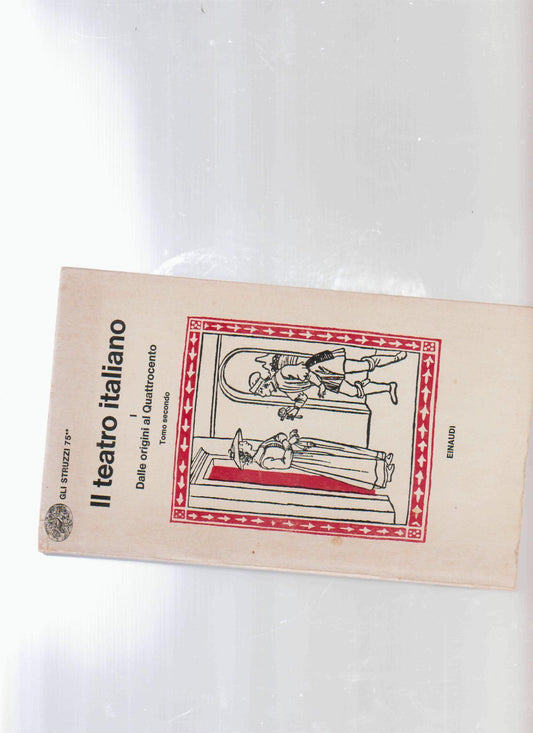 GLI STRUZZI 75**
Il teatro italiano
I
Dalle origini al Quattrocento
Tomo secondo
EINAUDI